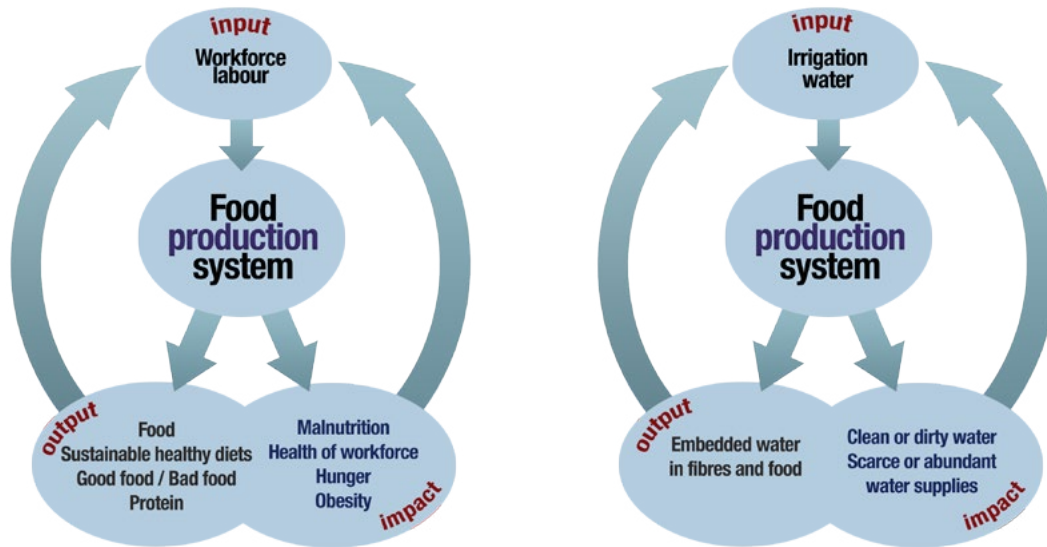 input
Workforce
labour
Food
production
system
output
Food
Sustainable healthy diets
Good food / Bad food
Protein
Malnutrition
Health of workforce
Hunger
Obesity
impact
input
Irrigation
water
Food
production
system
output
Embedded water
in fibres and food
Clean or dirty water
Scarce or abundant
water supplies
impact